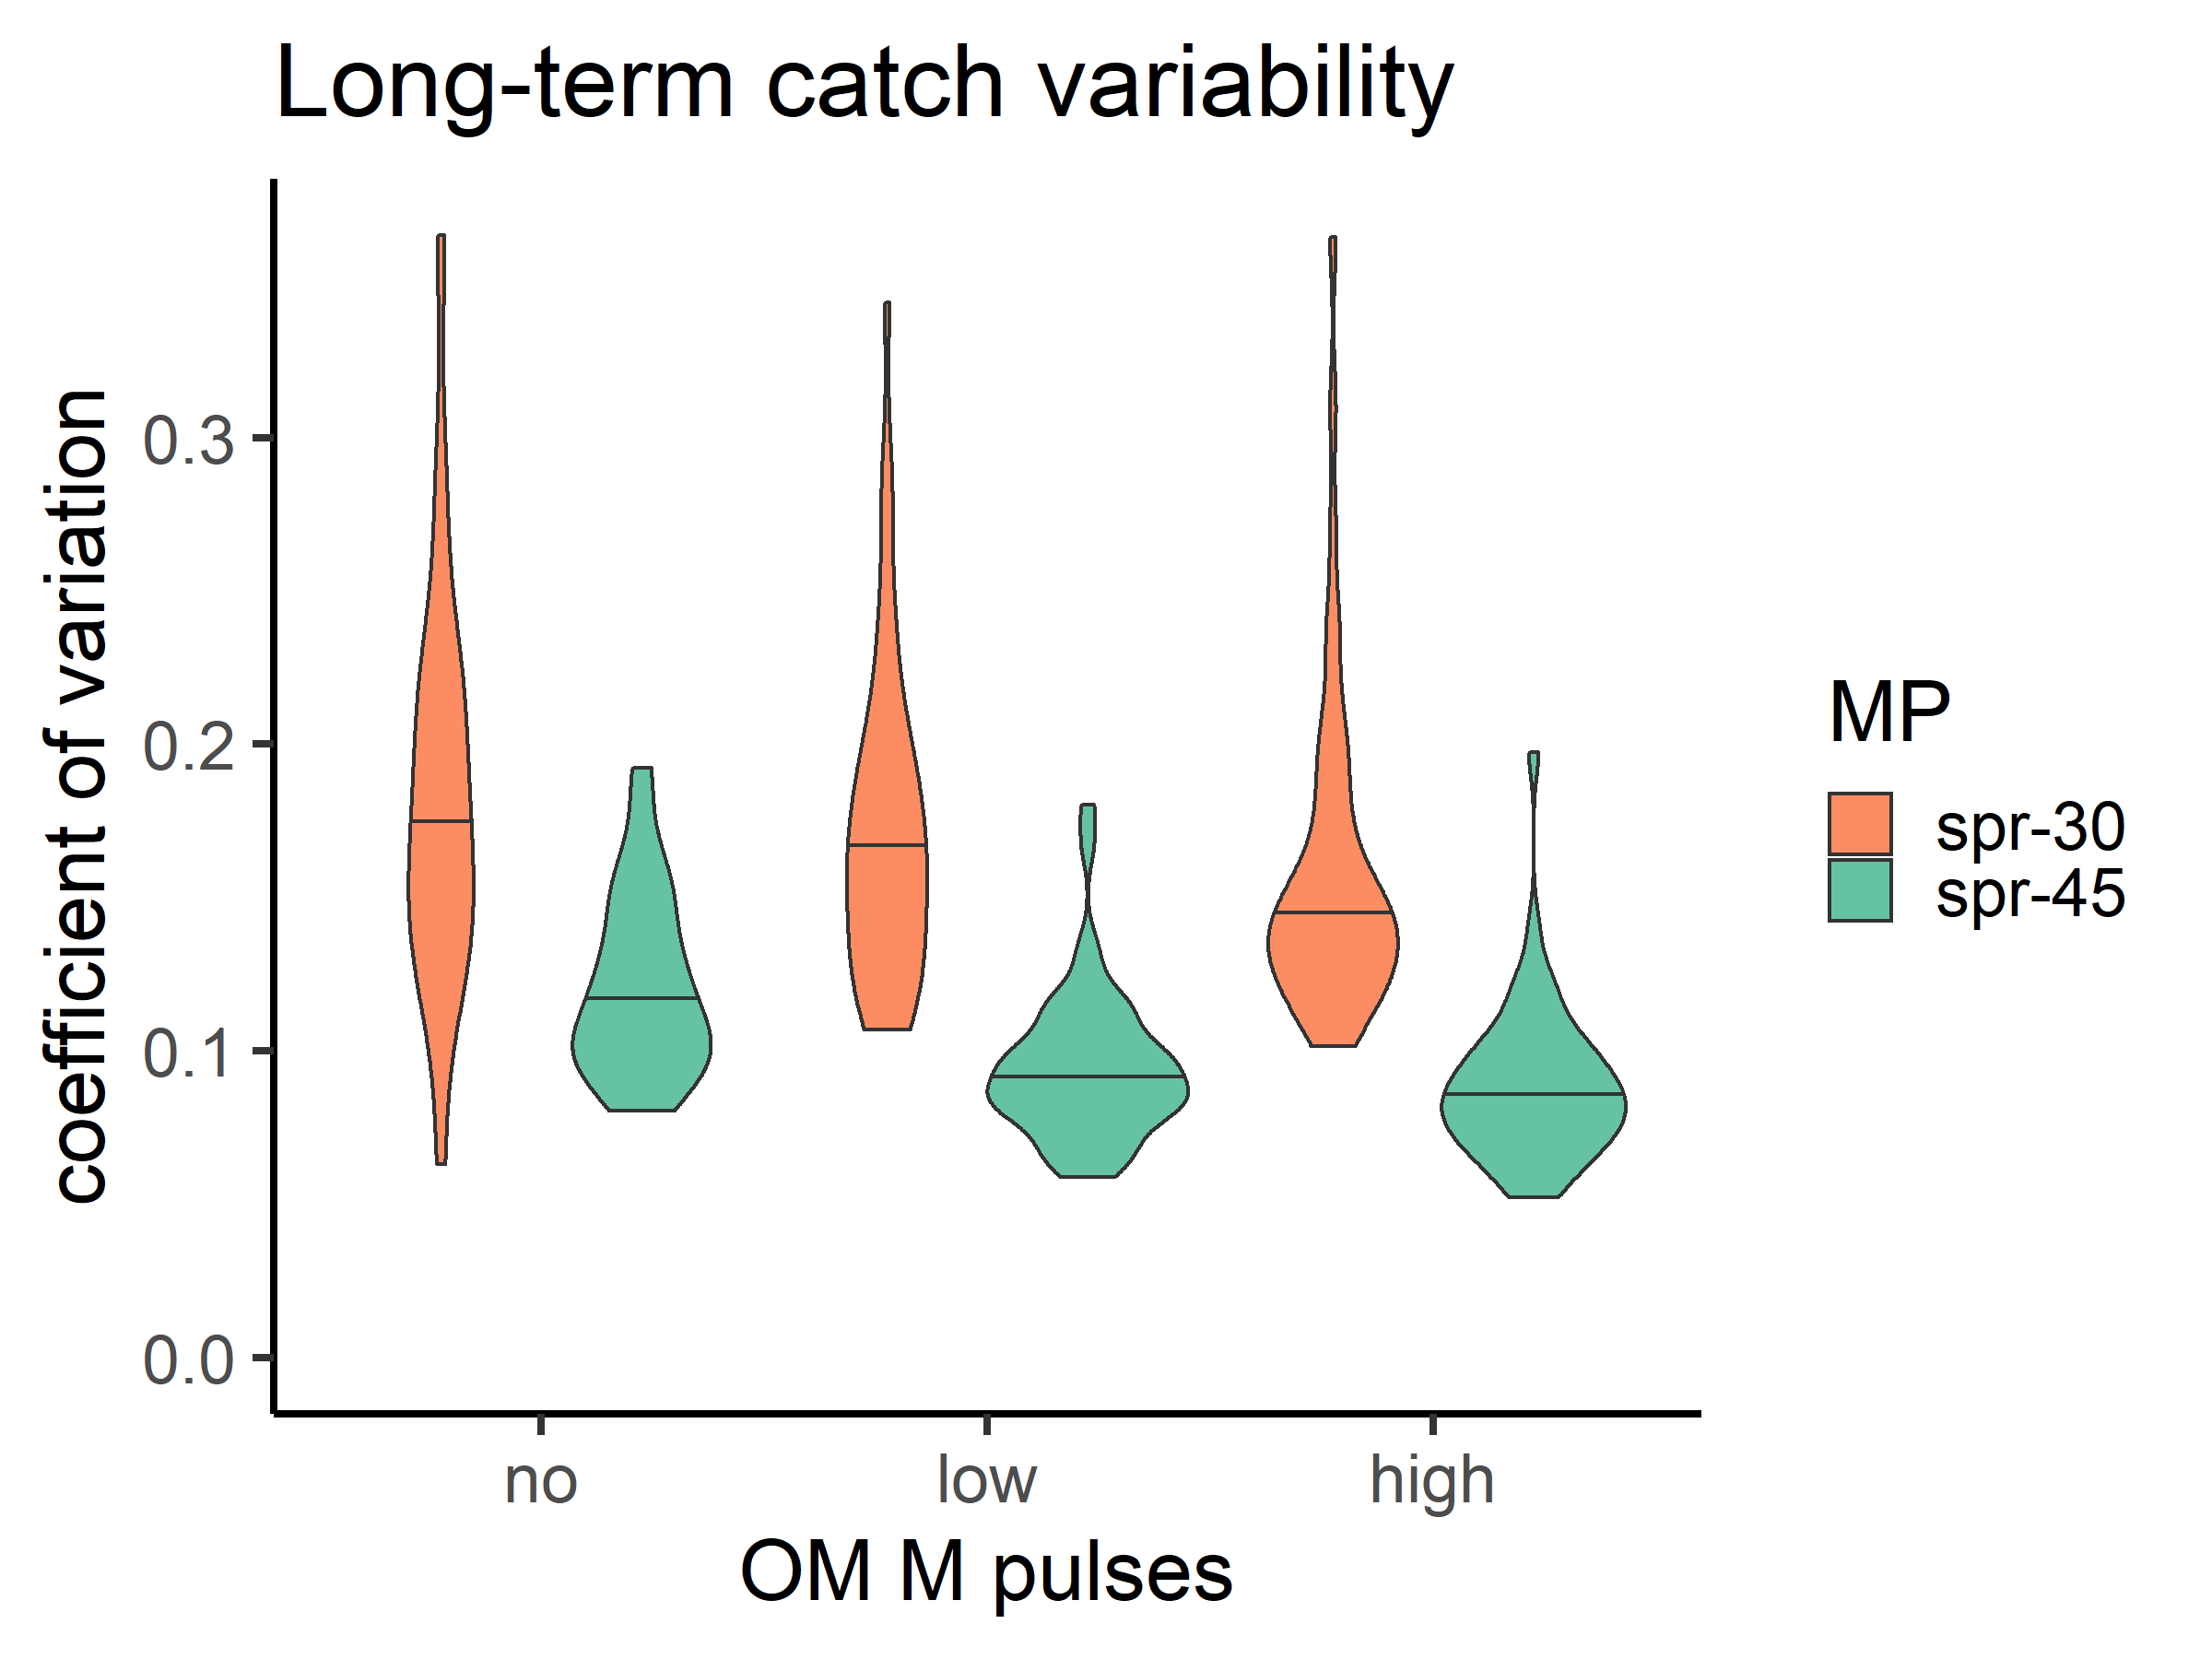 Long-term catch variability
coefficient of variation
0.3
0.2
0.1
0.0
no low high
OM M pulses
MP
spr-30
spr-45